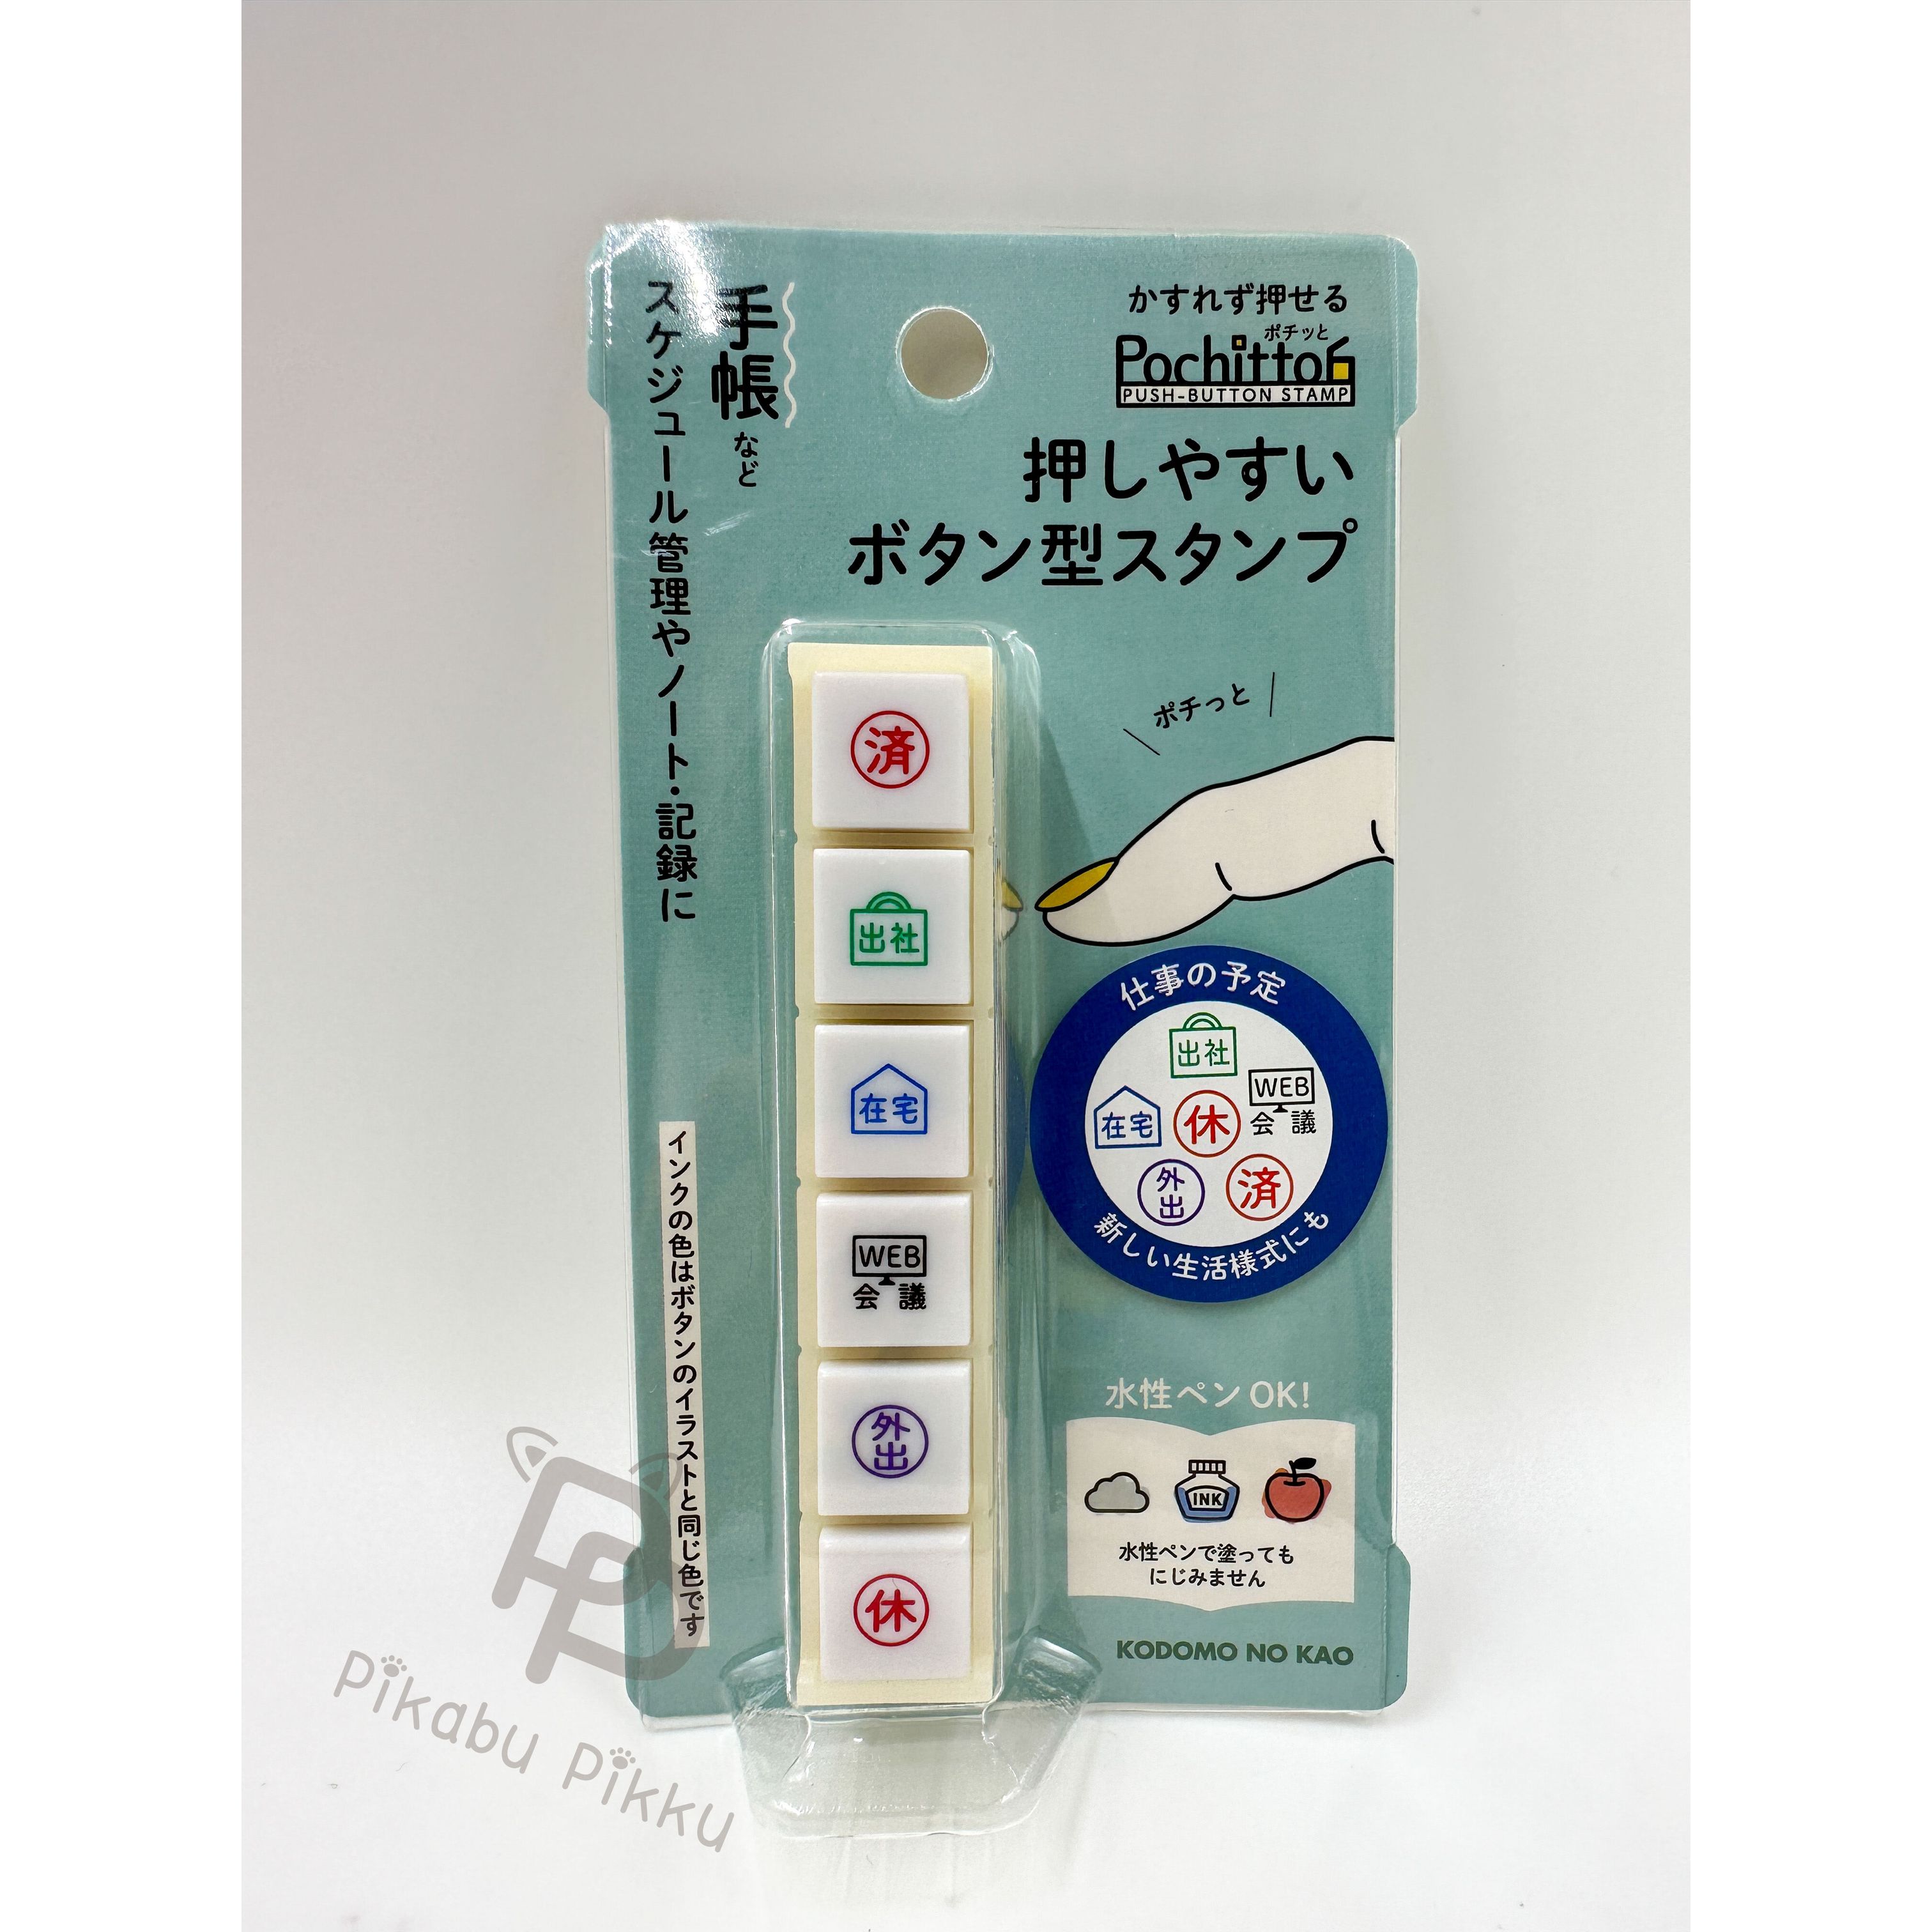 手帳など
スケジュール管理やノート・記録に
かすれず押せる
ポチッと
Pochitto6
PUSH-BUTTON STAMP
押しやすい
ボタン型スタンプ
ポチっと
済
出社
在宅
WEB
会議
外出
休
仕事の予定
出社
在宅
休
WEB
会議
外出
済
新しい生活様式にも
インクの色はボタンのイラストと同じ色です
水性ペンOK!
INK
水性ペンで塗っても
にじみません
KODOMO NO KAO
Pikabu Pikku